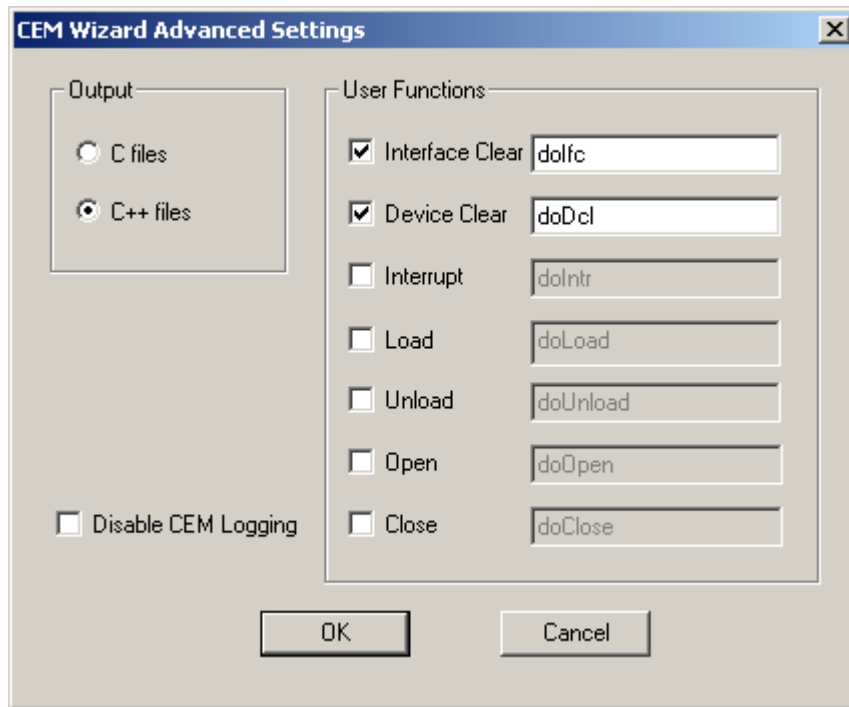 CEM Wizard Advanced Settings
Output
C files
C++ files
User Functions
Interface Clear doIfc
Device Clear doDcl
Interrupt doIntr
Load doLoad
Unload doUnload
Open doOpen
Close doClose
Disable CEM Logging
OK Cancel